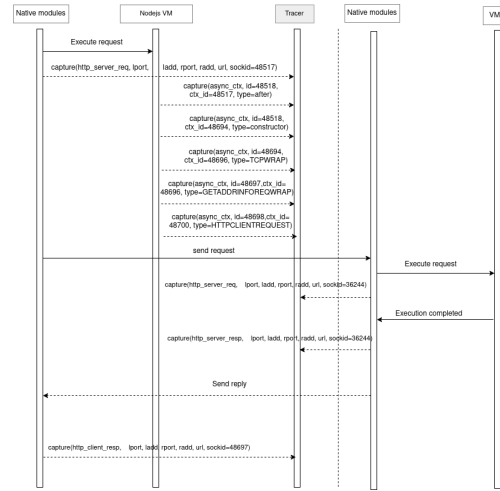 Native modules
Nodejs VM
Tracer
Native modules
VM
Execute request
capture(http_server_req, lport, ladd, rport, radd, url, sockid=48517)
capture(async_ctx, id=48518,
ctx_id=48517, type=after)
capture(async_ctx, id=48518,
ctx_id=48694, type=constructor)
capture(async_ctx, id=48694,
ctx_id=48696, type=TCPWRAP)
capture(async_ctx, id=48697,ctx_id=
48696, type=GETADDRINFOREQWRAP)
capture(async_ctx, id=48698,ctx_id=
48700, type=HTTPCLIENTREQUEST)
send request
Execute request
capture(http_server_req, lport, ladd, rport, radd, url, sockid=36244)
Execution completed
capture(http_server_resp, lport, ladd, rport, radd, url, sockid=36244)
Send reply
capture(http_client_resp, lport, ladd, rport, radd, url, sockid=48697)